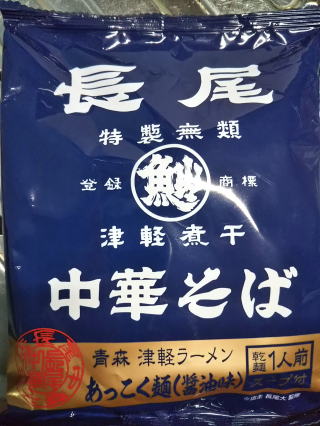 長尾
特製無類
登録 商標
津軽煮干
中華そば
青森 津軽ラーメン
あっこく麺(醤油味)
乾麺 1人前
スープ付